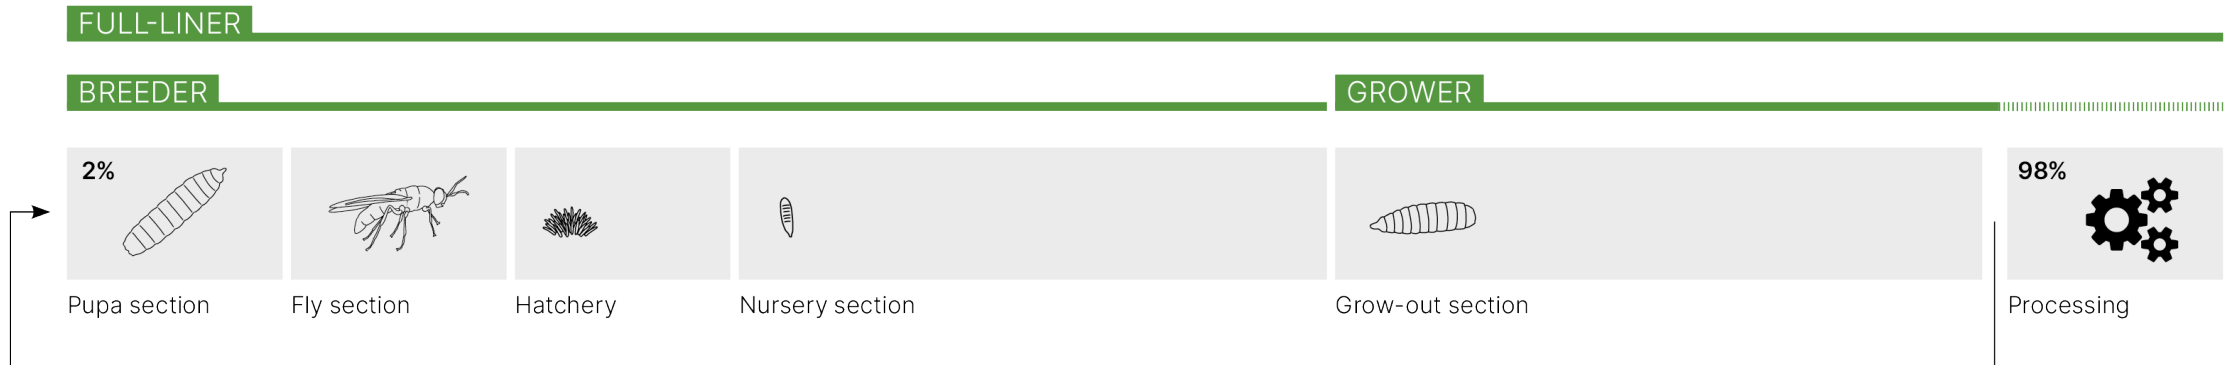 FULL-LINER
BREEDER
GROWER
2%
98%
Pupa section
Fly section
Hatchery
Nursery section
Grow-out section
Processing